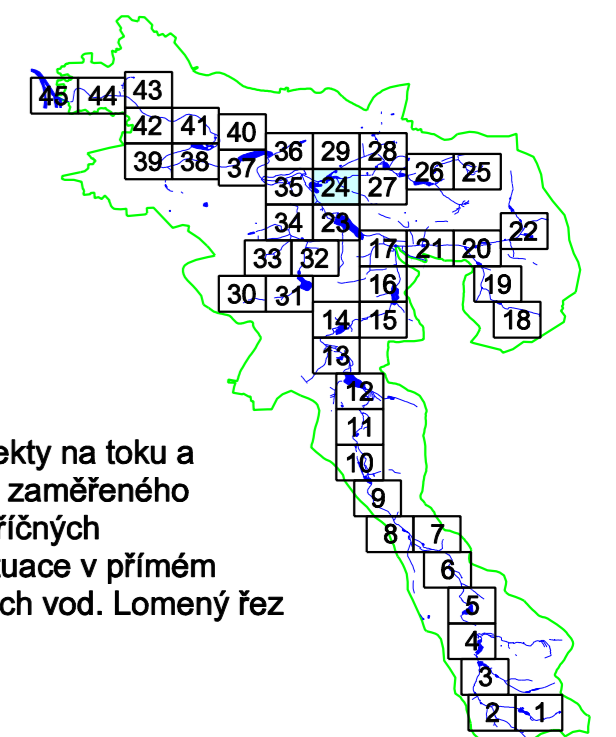 43
45 44
42 41 40
39 38 37 36 29 28
26 25
35 24 27
34 23 22
33 32 17 21 20
30 31 16 19
14 15 18
13
12
11
10
9
ekty na toku a
zaměřeného
říčných
8 7
tuace v přímém
6
ch vod. Lomený řez
5
4
3
2 1